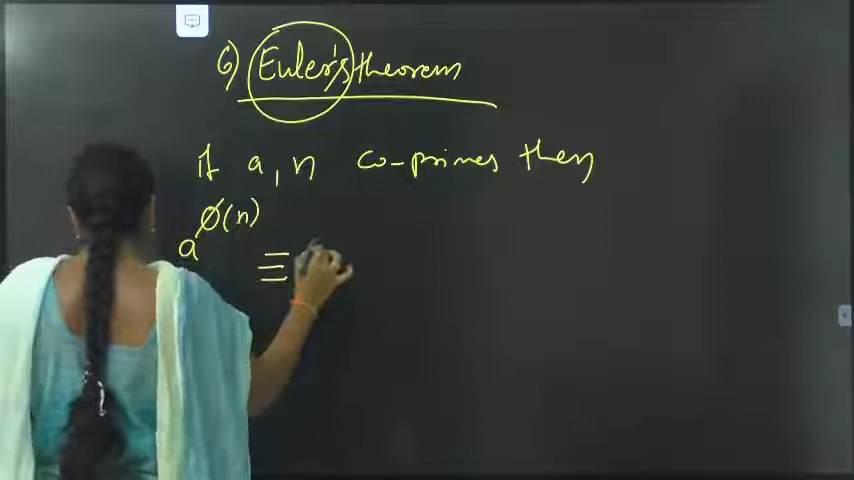 6) Euler's theorem
if a, n co-primes then
a^ø(n) ≡